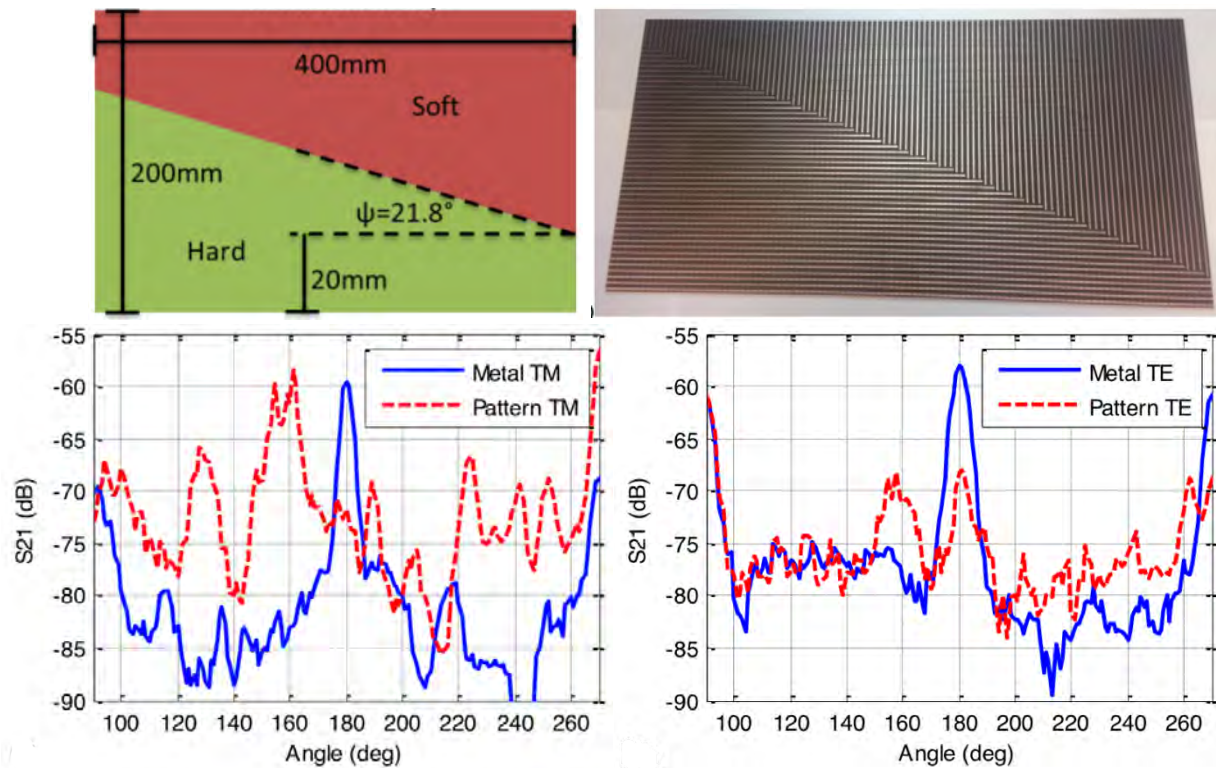 400mm
Soft
200mm
ψ=21.8°
Hard
20mm
-55
-60
-65
-70
-75
-80
-85
-90
S21 (dB)
Metal TM
Pattern TM
100 120 140 160 180 200 220 240 260
Angle (deg)
-55
-60
-65
-70
-75
-80
-85
-90
S21 (dB)
Metal TE
Pattern TE
100 120 140 160 180 200 220 240 260
Angle (deg)